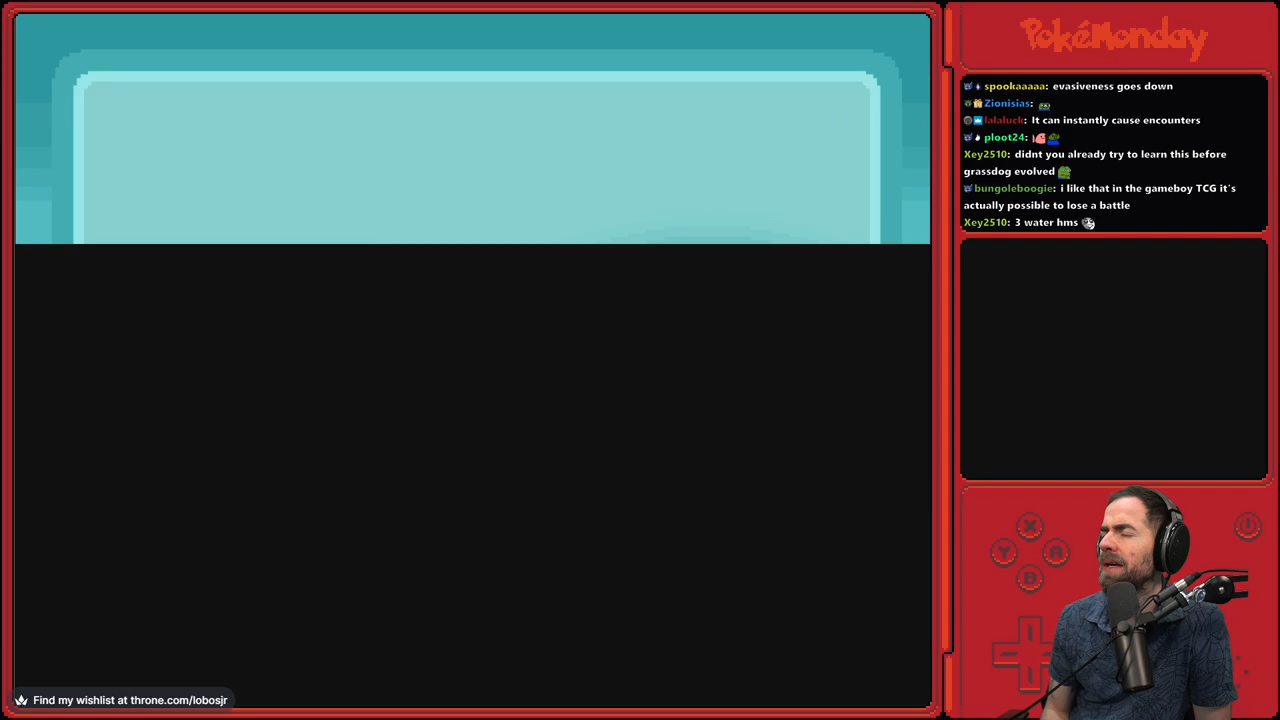 PokéMonday
spookaaaaa: evasiveness goes down
Zionisias:
lalaluck: It can instantly cause encounters
ploot24:
Xey2510: didnt you already try to learn this before
grassdog evolved
bungoleboogie: i like that in the gameboy TCG it's
actually possible to lose a battle
Xey2510: 3 water hms
X
Y
A
B
Find my wishlist at throne.com/lobosjr